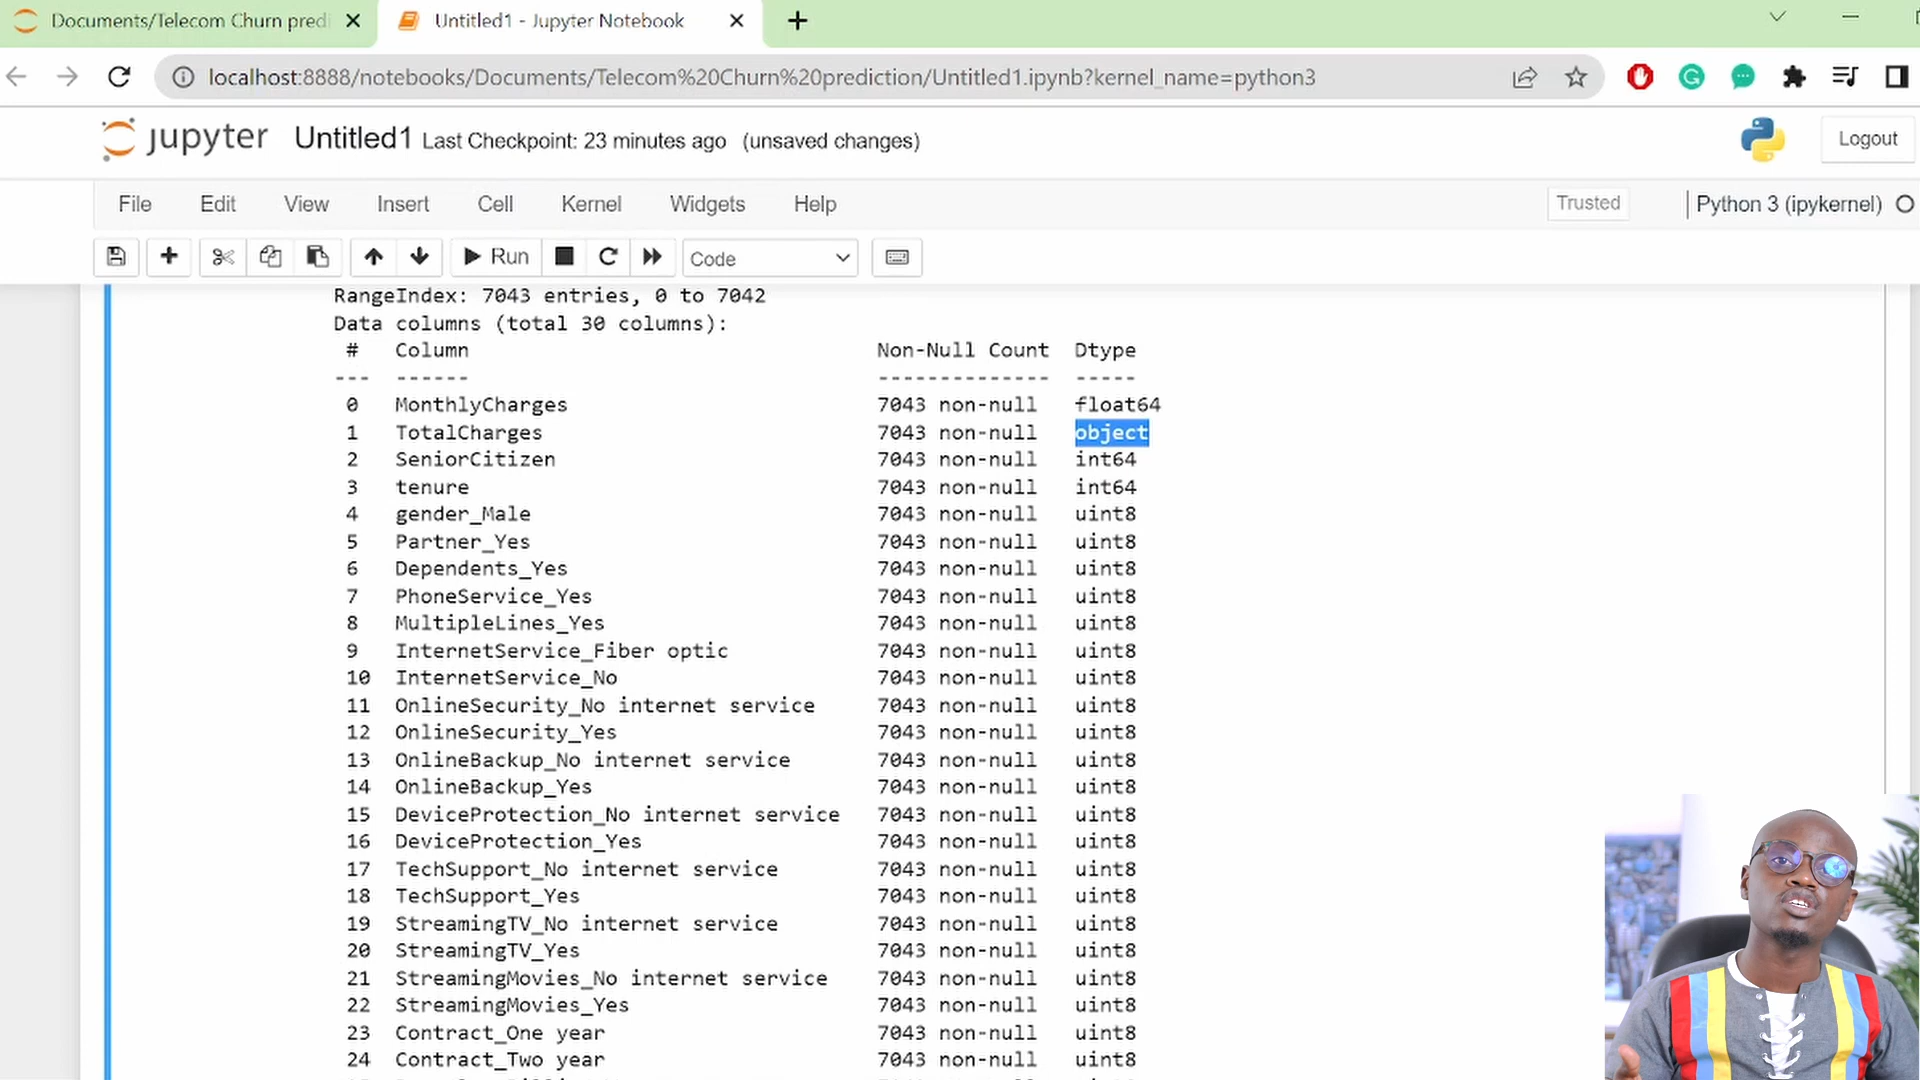 Documents/Telecom Churn predi
Untitled1 - Jupyter Notebook
localhost:8888/notebooks/Documents/Telecom%20Churn%20prediction/Untitled1.ipynb?kernel_name=python3
jupyter Untitled1 Last Checkpoint: 23 minutes ago (unsaved changes)
Logout
File Edit View Insert Cell Kernel Widgets Help
Trusted
Python 3 (ipykernel)
Run
Code
RangeIndex: 7043 entries, 0 to 7042
Data columns (total 30 columns):
# Column Non-Null Count Dtype
--- ------ -------------- -----
0 MonthlyCharges 7043 non-null float64
1 TotalCharges 7043 non-null object
2 SeniorCitizen 7043 non-null int64
3 tenure 7043 non-null int64
4 gender_Male 7043 non-null uint8
5 Partner_Yes 7043 non-null uint8
6 Dependents_Yes 7043 non-null uint8
7 PhoneService_Yes 7043 non-null uint8
8 MultipleLines_Yes 7043 non-null uint8
9 InternetService_Fiber optic 7043 non-null uint8
10 InternetService_No 7043 non-null uint8
11 OnlineSecurity_No internet service 7043 non-null uint8
12 OnlineSecurity_Yes 7043 non-null uint8
13 OnlineBackup_No internet service 7043 non-null uint8
14 OnlineBackup_Yes 7043 non-null uint8
15 DeviceProtection_No internet service 7043 non-null uint8
16 DeviceProtection_Yes 7043 non-null uint8
17 TechSupport_No internet service 7043 non-null uint8
18 TechSupport_Yes 7043 non-null uint8
19 StreamingTV_No internet service 7043 non-null uint8
20 StreamingTV_Yes 7043 non-null uint8
21 StreamingMovies_No internet service 7043 non-null uint8
22 StreamingMovies_Yes 7043 non-null uint8
23 Contract_One year 7043 non-null uint8
24 Contract_Two year 7043 non-null uint8